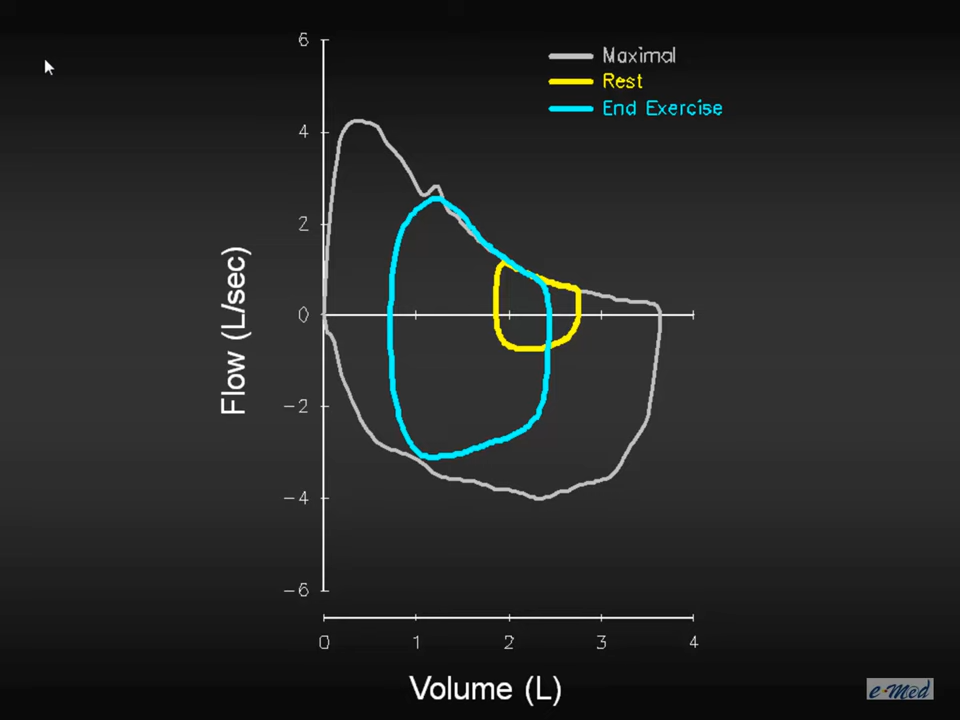 6
4
2
0
-2
-4
-6
Flow (L/sec)
Maximal
Rest
End Exercise
0 1 2 3 4
Volume (L)
e-Med